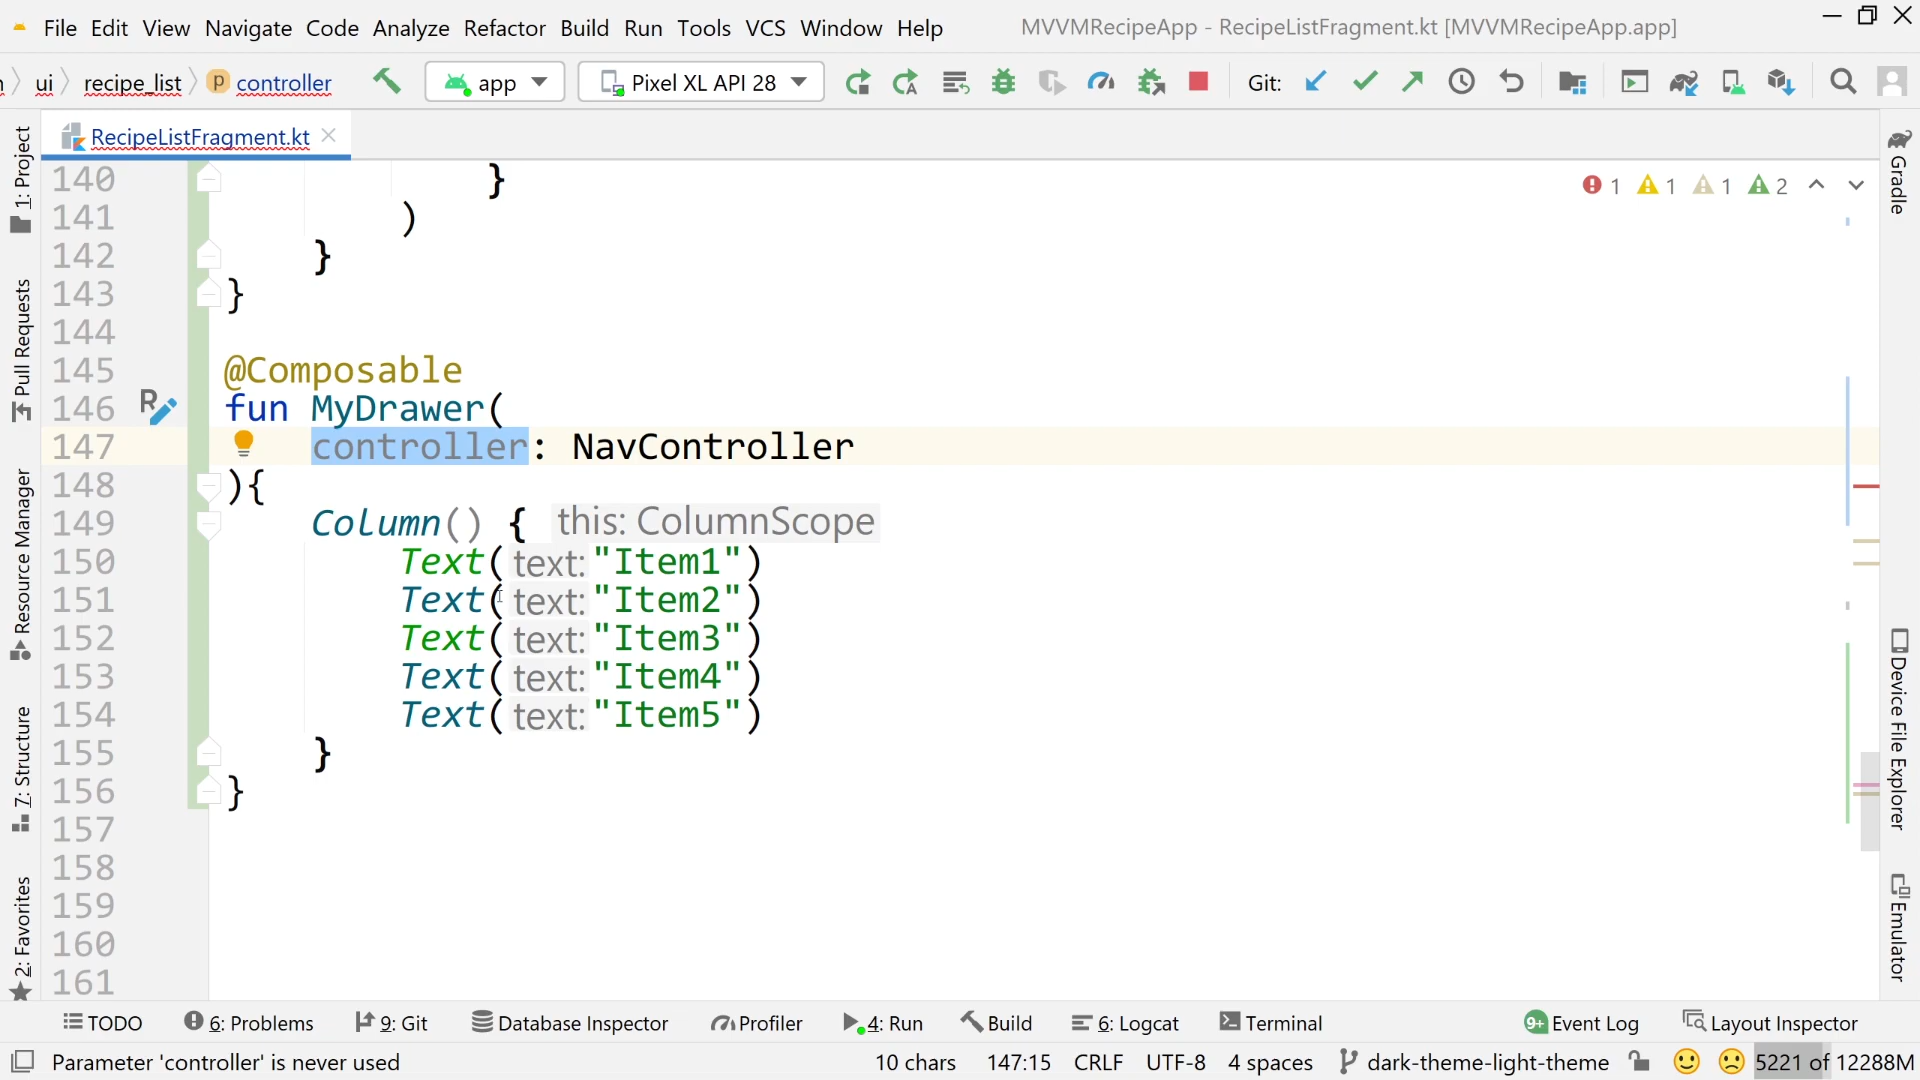 File Edit View Navigate Code Analyze Refactor Build Run Tools VCS Window Help MVVMRecipeApp - RecipeListFragment.kt [MVVMRecipeApp.app]
ui recipe_list p controller app Pixel XL API 28 Git:
RecipeListFragment.kt
1: Project
Pull Requests
Resource Manager
7: Structure
2: Favorites
1 1 1 2
140 }
141 )
142 }
143 }
144
145 @Composable
146 fun MyDrawer(
147 controller: NavController
148 ){
149 Column() { this: ColumnScope
150 Text( text: "Item1")
151 Text( text: "Item2")
152 Text( text: "Item3")
153 Text( text: "Item4")
154 Text( text: "Item5")
155 }
156 }
157
158
159
160
161
Gradle
Device File Explorer
Emulator
TODO 6: Problems 9: Git Database Inspector Profiler 4: Run Build 6: Logcat Terminal 9+ Event Log Layout Inspector
Parameter 'controller' is never used 10 chars 147:15 CRLF UTF-8 4 spaces dark-theme-light-theme 5221 of 12288M